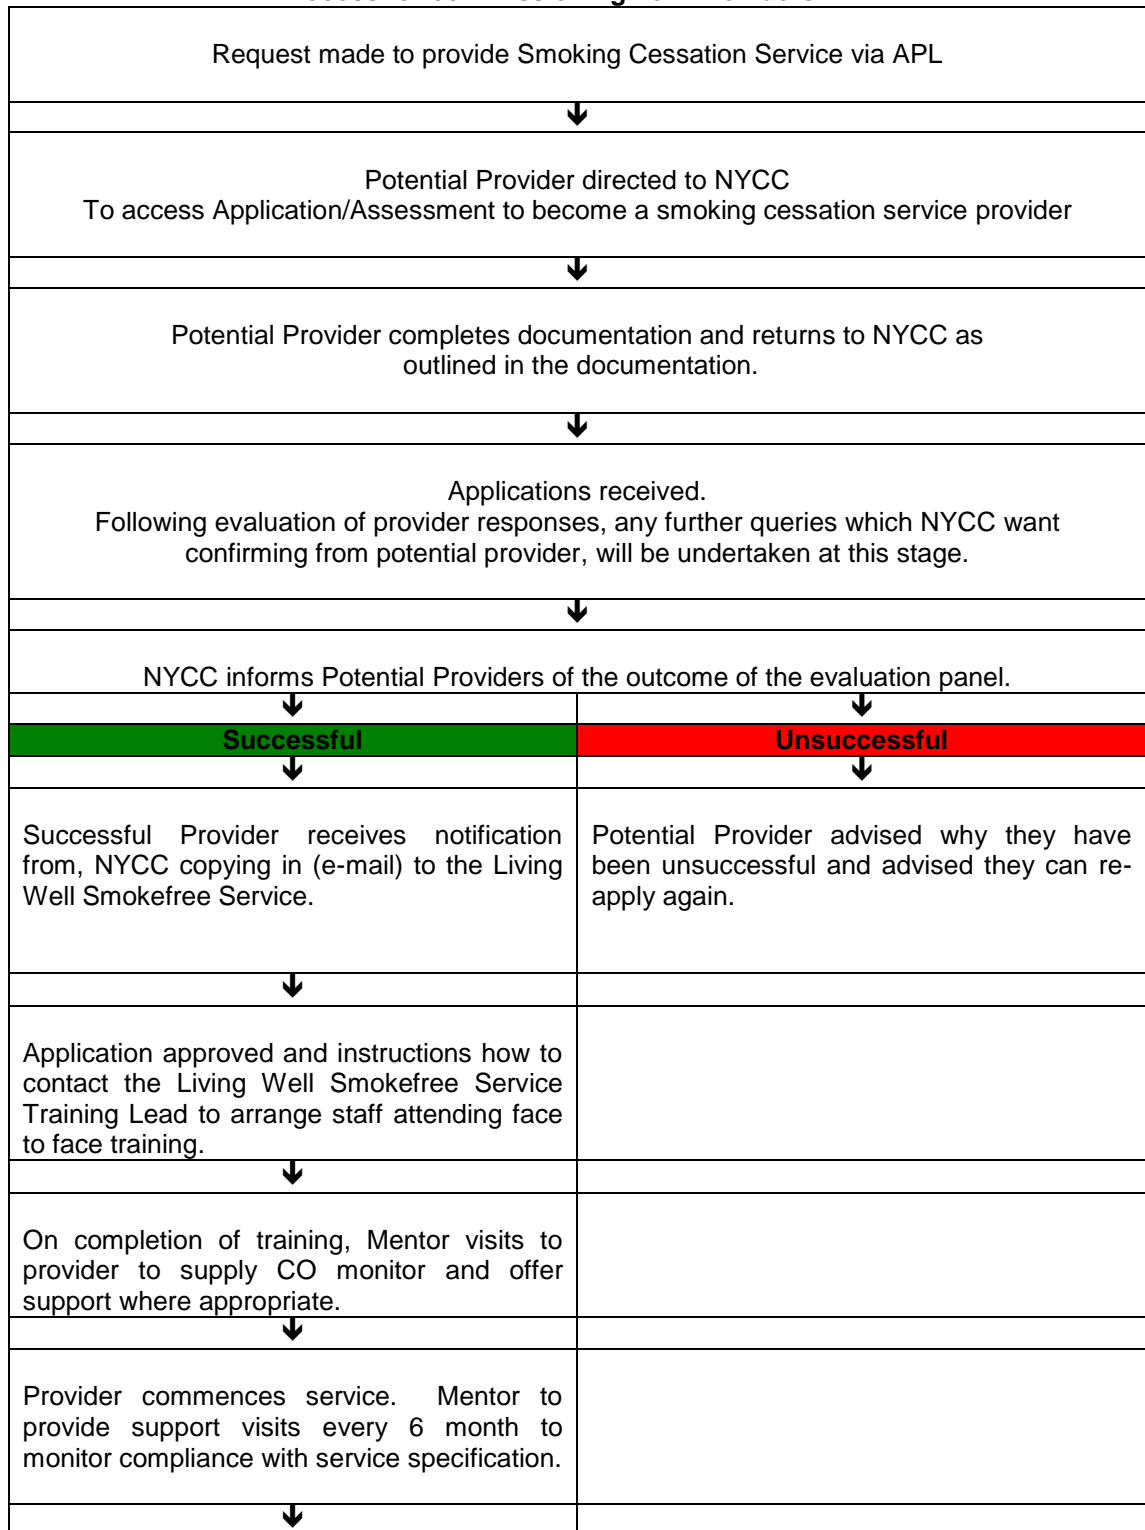 Request made to provide Smoking Cessation Service via APL
Potential Provider directed to NYCC
To access Application/Assessment to become a smoking cessation service provider
Potential Provider completes documentation and returns to NYCC as
outlined in the documentation.
Applications received.
Following evaluation of provider responses, any further queries which NYCC want
confirming from potential provider, will be undertaken at this stage.
NYCC informs Potential Providers of the outcome of the evaluation panel.
Successful
Unsuccessful
Successful Provider receives notification
from, NYCC copying in (e-mail) to the Living
Well Smokefree Service.
Potential Provider advised why they have
been unsuccessful and advised they can re-
apply again.
Application approved and instructions how to
contact the Living Well Smokefree Service
Training Lead to arrange staff attending face
to face training.
On completion of training, Mentor visits to
provider to supply CO monitor and offer
support where appropriate.
Provider commences service. Mentor to
provide support visits every 6 month to
monitor compliance with service specification.